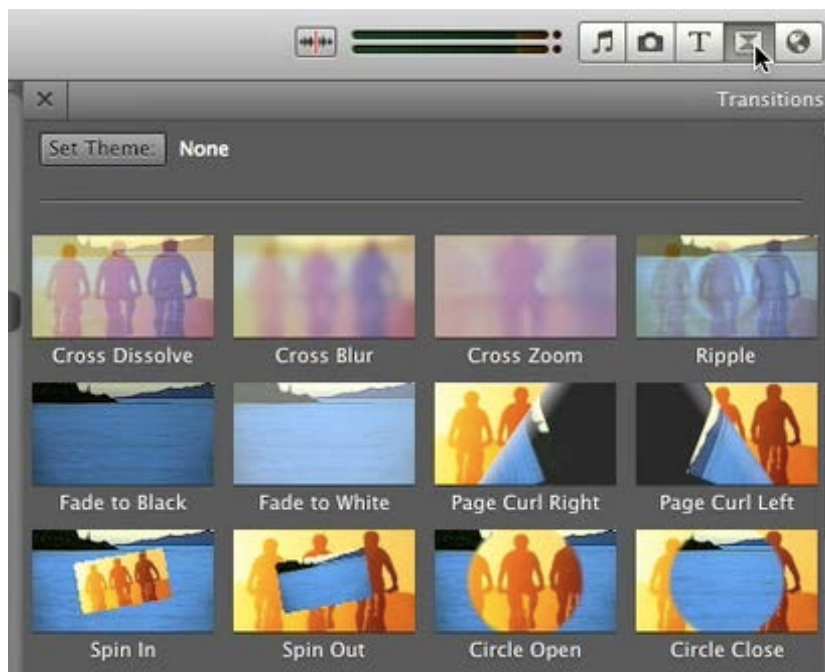 T
Transitions
Set Theme: None
Cross Dissolve Cross Blur Cross Zoom Ripple
Fade to Black Fade to White Page Curl Right Page Curl Left
Spin In Spin Out Circle Open Circle Close